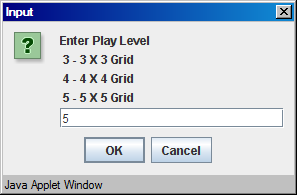 Input
?
Enter Play Level
3 - 3 X 3 Grid
4 - 4 X 4 Grid
5 - 5 X 5 Grid
5
OK Cancel
Java Applet Window